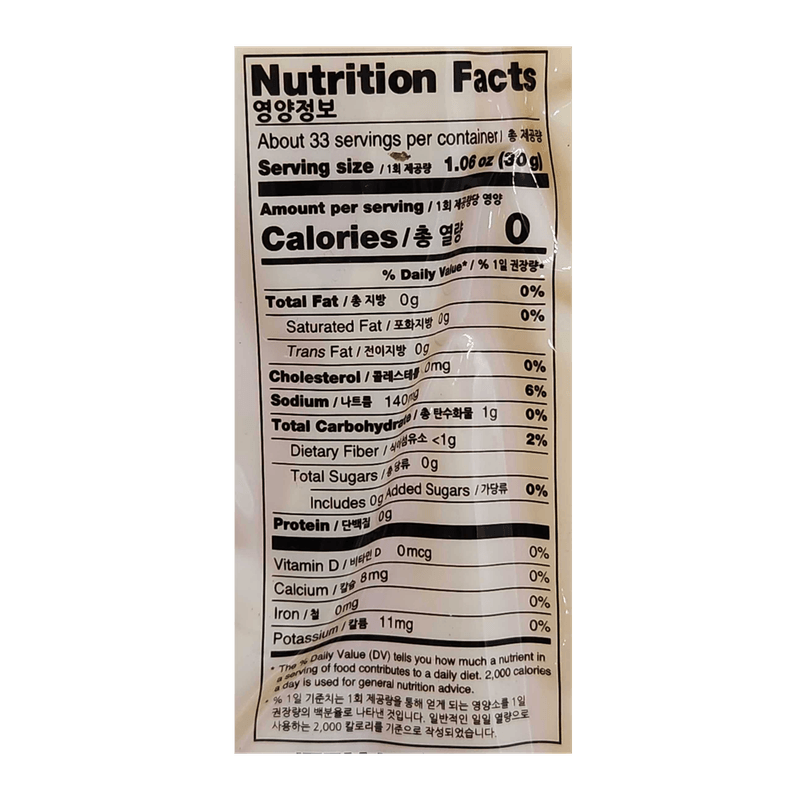 Nutrition Facts
영양정보
About 33 servings per container / 총 제공량
Serving size / 1회 제공량 1.06 oz (30g)
Amount per serving / 1회 제공량당 영양
Calories / 총 열량 0
% Daily Value* / % 1일 권장량*
Total Fat / 총 지방 0g 0%
Saturated Fat / 포화지방 0g 0%
Trans Fat / 전이지방 0g
Cholesterol / 콜레스테롤 0mg 0%
Sodium / 나트륨 140mg 6%
Total Carbohydrate / 총 탄수화물 1g 0%
Dietary Fiber / 식이섬유소 <1g 2%
Total Sugars / 총 당류 0g
Includes 0g Added Sugars / 가당류 0%
Protein / 단백질 0g
Vitamin D / 비타민 D 0mcg 0%
Calcium / 칼슘 8mg 0%
Iron / 철 0mg 0%
Potassium / 칼륨 11mg 0%
* The % Daily Value (DV) tells you how much a nutrient in
a serving of food contributes to a daily diet. 2,000 calories
a day is used for general nutrition advice.
* % 1일 기준치는 1회 제공량을 통해 얻게 되는 영양소를 1일
권장량의 백분율로 나타낸 것입니다. 일반적인 일일 열량으로
사용하는 2,000 칼로리를 기준으로 작성되었습니다.